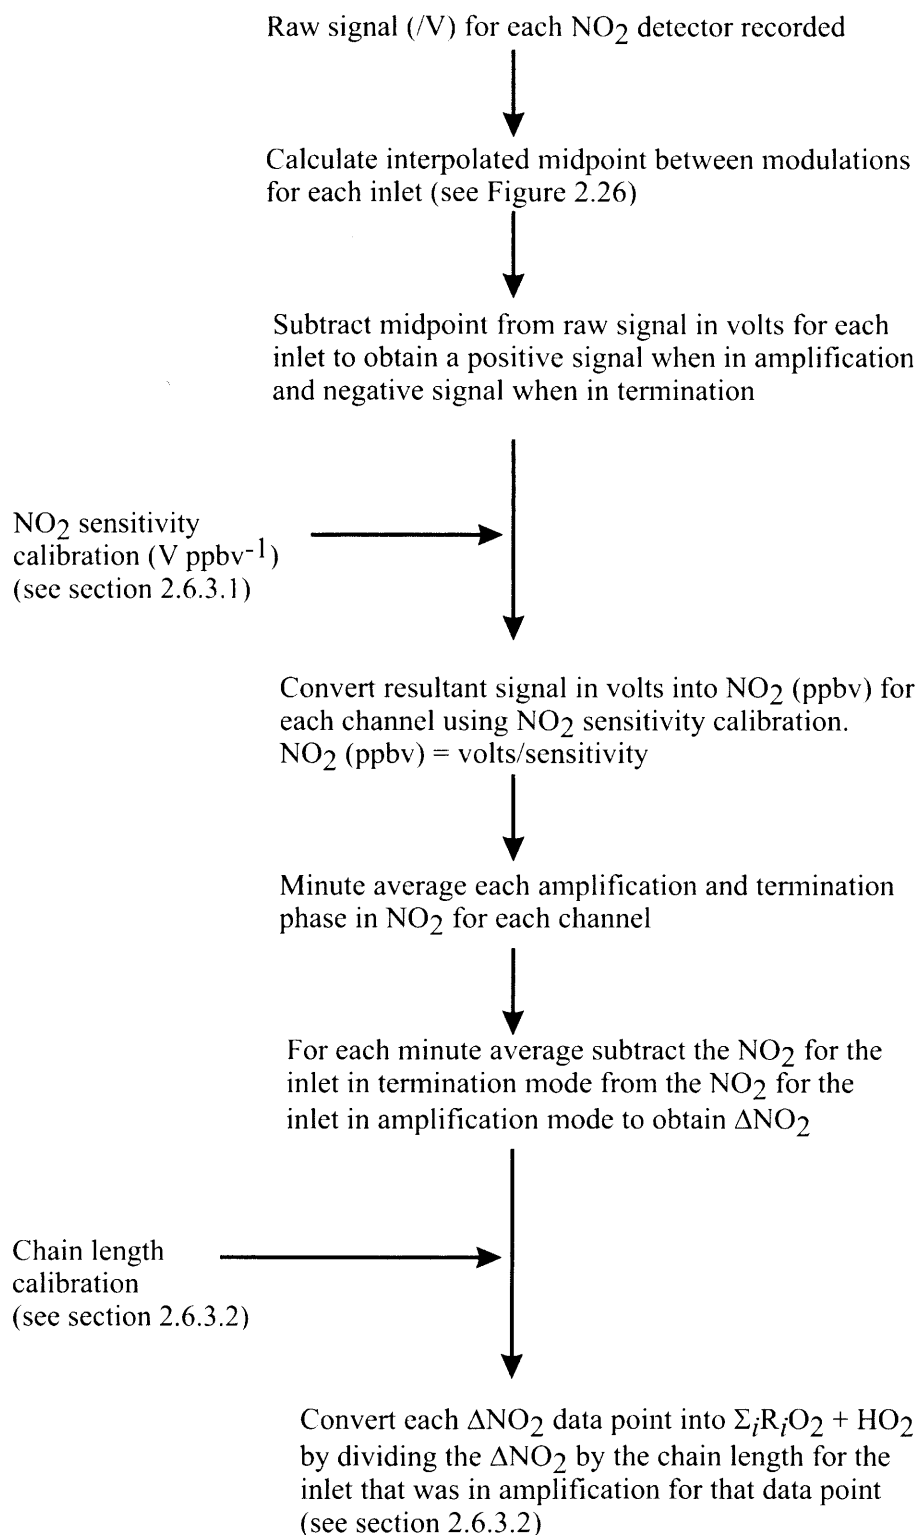 Raw signal (/V) for each NO2 detector recorded
Calculate interpolated midpoint between modulations
for each inlet (see Figure 2.26)
Subtract midpoint from raw signal in volts for each
inlet to obtain a positive signal when in amplification
and negative signal when in termination
NO2 sensitivity
calibration (V ppbv-1)
(see section 2.6.3.1)
Convert resultant signal in volts into NO2 (ppbv) for
each channel using NO2 sensitivity calibration.
NO2 (ppbv) = volts/sensitivity
Minute average each amplification and termination
phase in NO2 for each channel
For each minute average subtract the NO2 for the
inlet in termination mode from the NO2 for the
inlet in amplification mode to obtain ΔNO2
Chain length
calibration
(see section 2.6.3.2)
Convert each ΔNO2 data point into ΣiRiO2 + HO2
by dividing the ΔNO2 by the chain length for the
inlet that was in amplification for that data point
(see section 2.6.3.2)